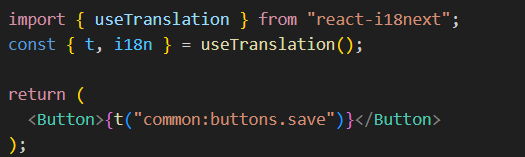 import { useTranslation } from "react-i18next";
const { t, i18n } = useTranslation();
return (
<Button>{t("common:buttons.save")}</Button>
);